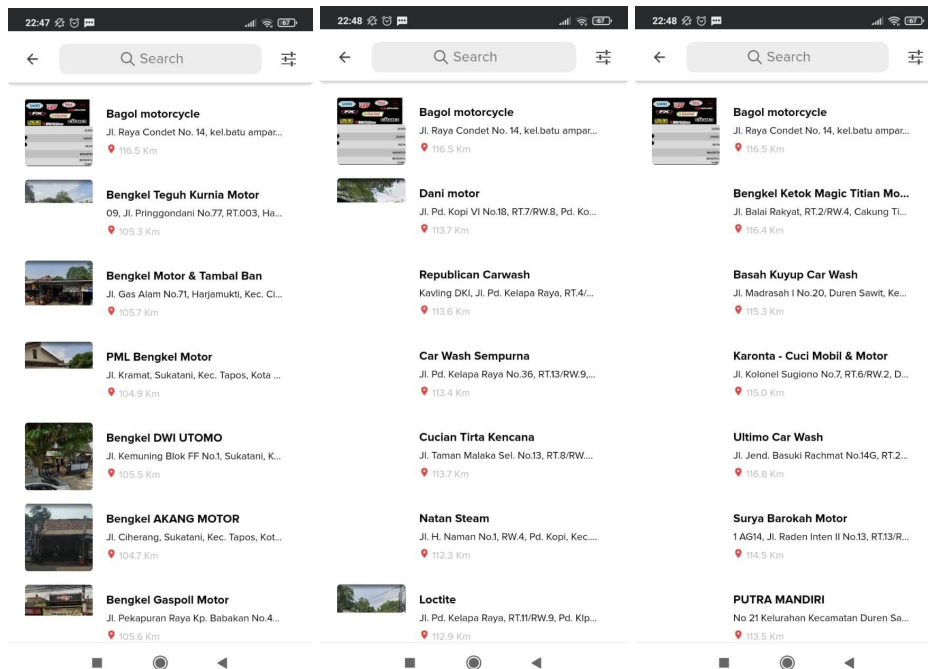 22:47
67
Search
Bagol motorcycle
Jl. Raya Condet No. 14, kel.batu ampar...
116.5 Km
Bengkel Teguh Kurnia Motor
09, Jl. Pringgondani No.77, RT.003, Ha...
105.3 Km
Bengkel Motor & Tambal Ban
Jl. Gas Alam No.71, Harjamukti, Kec. Ci...
105.7 Km
PML Bengkel Motor
Jl. Kramat, Sukatani, Kec. Tapos, Kota ...
104.9 Km
Bengkel DWI UTOMO
Jl. Kemuning Blok FF No.1, Sukatani, K...
105.5 Km
Bengkel AKANG MOTOR
Jl. Ciherang, Sukatani, Kec. Tapos, Kot...
104.7 Km
Bengkel Gaspoll Motor
Jl. Pekapuran Raya Kp. Babakan No.4...
105.6 Km
22:48
67
Search
Bagol motorcycle
Jl. Raya Condet No. 14, kel.batu ampar...
116.5 Km
Dani motor
Jl. Pd. Kopi VI No.18, RT.7/RW.8, Pd. Ko...
113.7 Km
Republican Carwash
Kavling DKI, Jl. Pd. Kelapa Raya, RT.4/...
113.6 Km
Car Wash Sempurna
Jl. Pd. Kelapa Raya No.36, RT.13/RW.9,...
113.4 Km
Cucian Tirta Kencana
Jl. Taman Malaka Sel. No.13, RT.8/RW....
113.7 Km
Natan Steam
Jl. H. Naman No.1, RW.4, Pd. Kopi, Kec....
112.3 Km
Loctite
Jl. Pd. Kelapa Raya, RT.11/RW.9, Pd. Klp...
112.9 Km
22:48
67
Search
Bagol motorcycle
Jl. Raya Condet No. 14, kel.batu ampar...
116.5 Km
Bengkel Ketok Magic Titian Mo...
Jl. Balai Rakyat, RT.2/RW.4, Cakung Ti...
116.4 Km
Basah Kuyup Car Wash
Jl. Madrasah I No.20, Duren Sawit, Ke...
115.3 Km
Karonta - Cuci Mobil & Motor
Jl. Kolonel Sugiono No.7, RT.6/RW.2, D...
115.0 Km
Ultimo Car Wash
Jl. Jend. Basuki Rachmat No.14G, RT.2...
116.8 Km
Surya Barokah Motor
1 AG14, Jl. Raden Inten II No.13, RT.13/R...
114.5 Km
PUTRA MANDIRI
No 21 Kelurahan Kecamatan Duren Sa...
113.5 Km